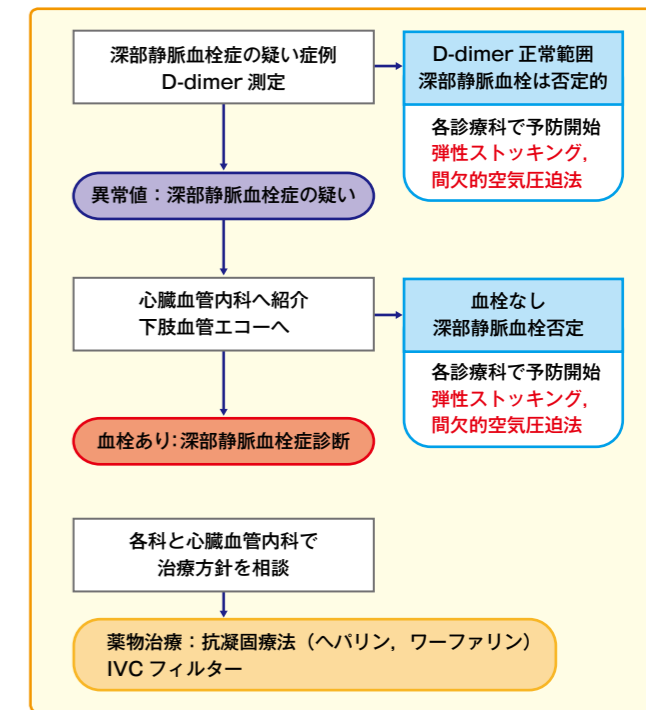 深部静脈血栓症の疑い症例
D-dimer 測定
D-dimer 正常範囲
深部静脈血栓は否定的
各診療科で予防開始
弾性ストッキング,
間欠的空気圧迫法
異常値：深部静脈血栓症の疑い
心臓血管内科へ紹介
下肢血管エコーへ
血栓なし
深部静脈血栓否定
各診療科で予防開始
弾性ストッキング,
間欠的空気圧迫法
血栓あり：深部静脈血栓症診断
各科と心臓血管内科で
治療方針を相談
薬物治療：抗凝固療法（ヘパリン，ワーファリン）
IVC フィルター